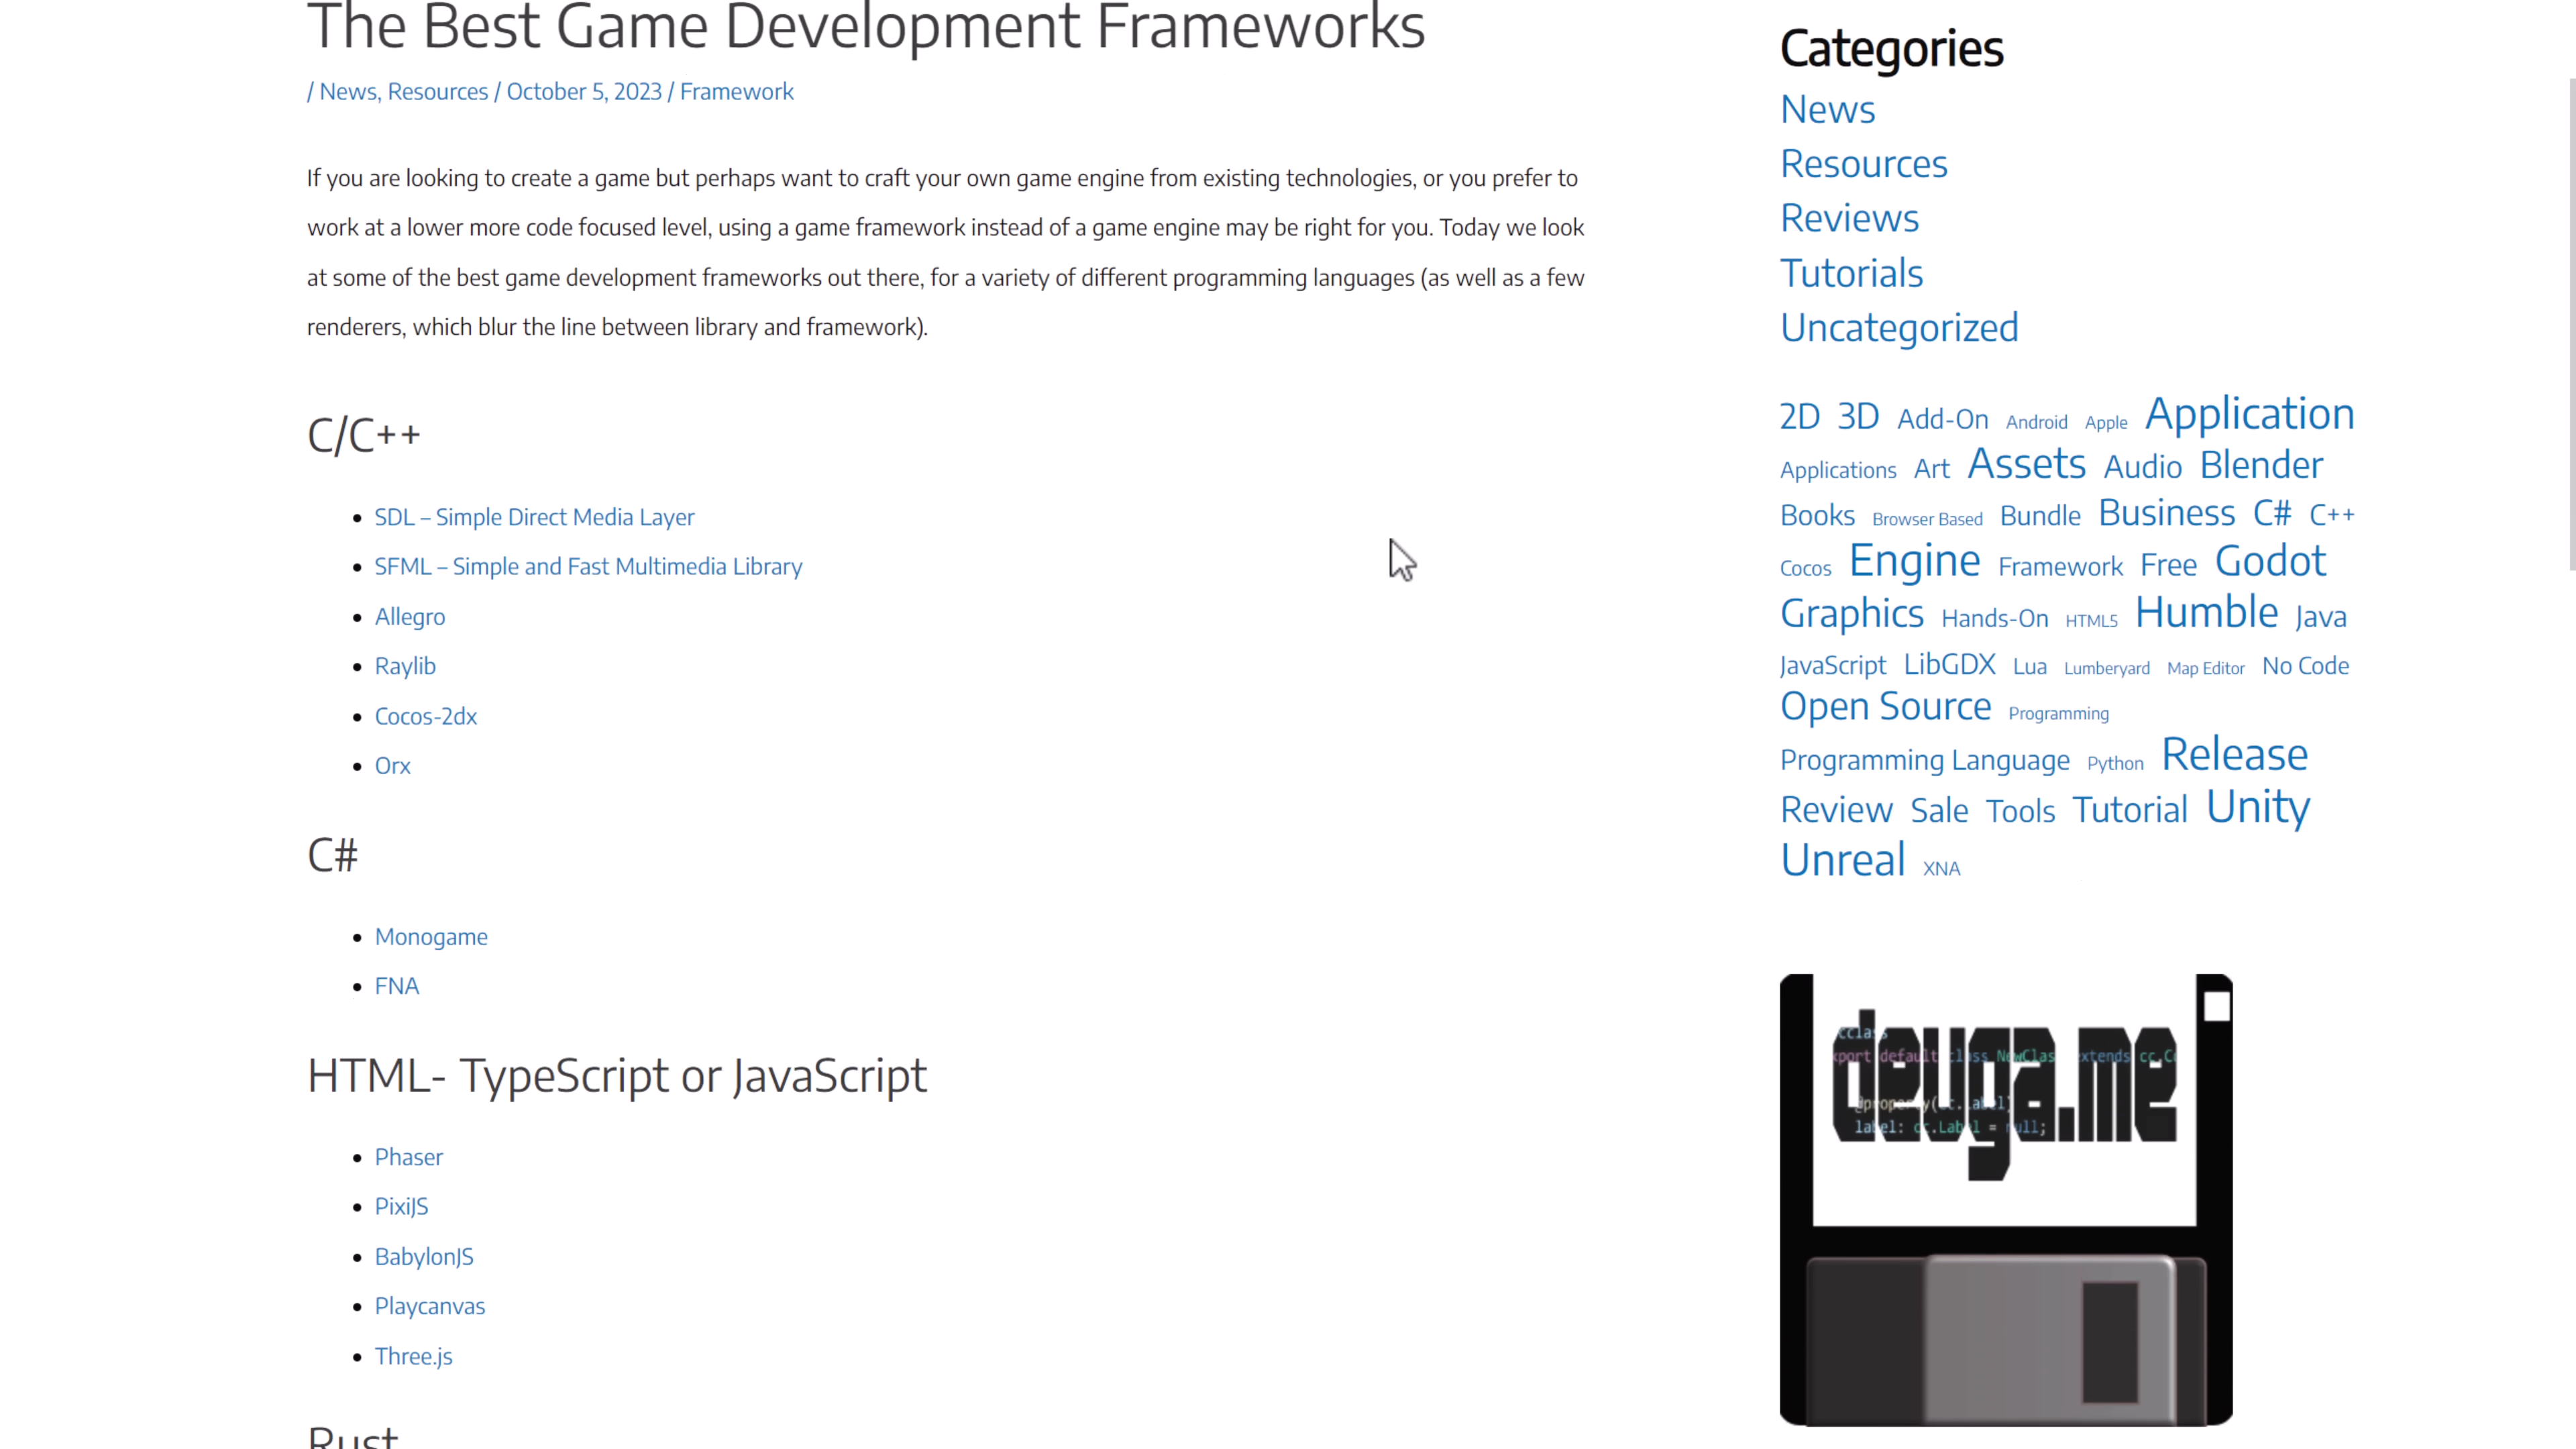 The Best Game Development Frameworks
/ News, Resources / October 5, 2023 / Framework
If you are looking to create a game but perhaps want to craft your own game engine from existing technologies, or you prefer to
work at a lower more code focused level, using a game framework instead of a game engine may be right for you. Today we look
at some of the best game development frameworks out there, for a variety of different programming languages (as well as a few
renderers, which blur the line between library and framework).
C/C++
SDL – Simple Direct Media Layer
SFML – Simple and Fast Multimedia Library
Allegro
Raylib
Cocos-2dx
Orx
C#
Monogame
FNA
HTML- TypeScript or JavaScript
Phaser
PixiJS
BabylonJS
Playcanvas
Three.js
Rust
Categories
News
Resources
Reviews
Tutorials
Uncategorized
2D 3D Add-On Android Apple Application
Applications Art Assets Audio Blender
Books Browser Based Bundle Business C# C++
Cocos Engine Framework Free Godot
Graphics Hands-On HTML5 Humble Java
JavaScript LibGDX Lua Lumberyard Map Editor No Code
Open Source Programming
Programming Language Python Release
Review Sale Tools Tutorial Unity
Unreal XNA
devga.me